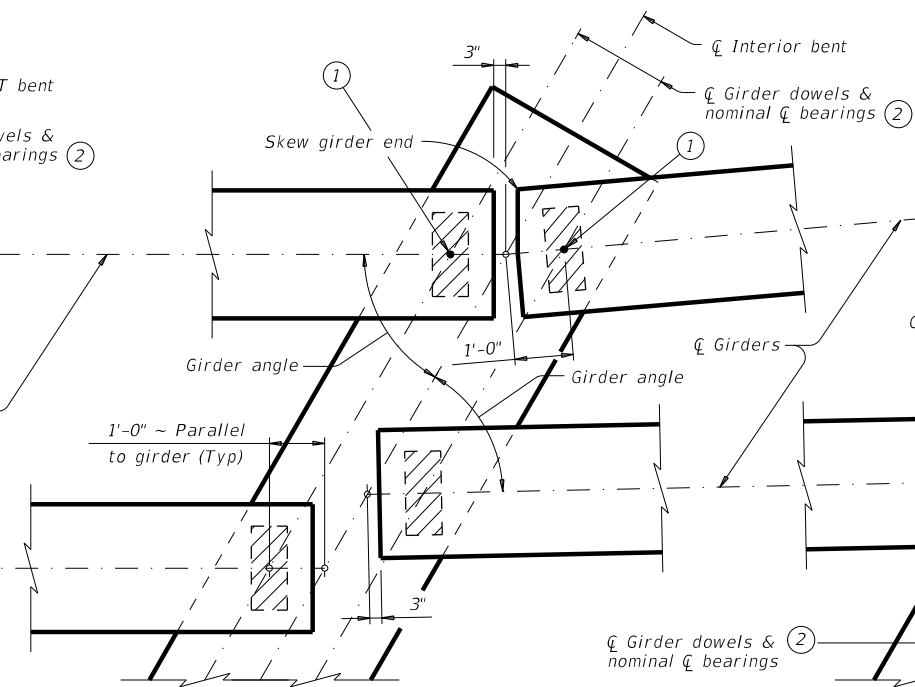 3"
℄ Interior bent
1
T bent
℄ Girder dowels &
nominal ℄ bearings 2
wels &
earings 2
Skew girder end
1
1'-0"
℄ Girders
Girder angle
Girder angle
1'-0" ~ Parallel
to girder (Typ)
3"
℄ Girder dowels & 2
nominal ℄ bearings